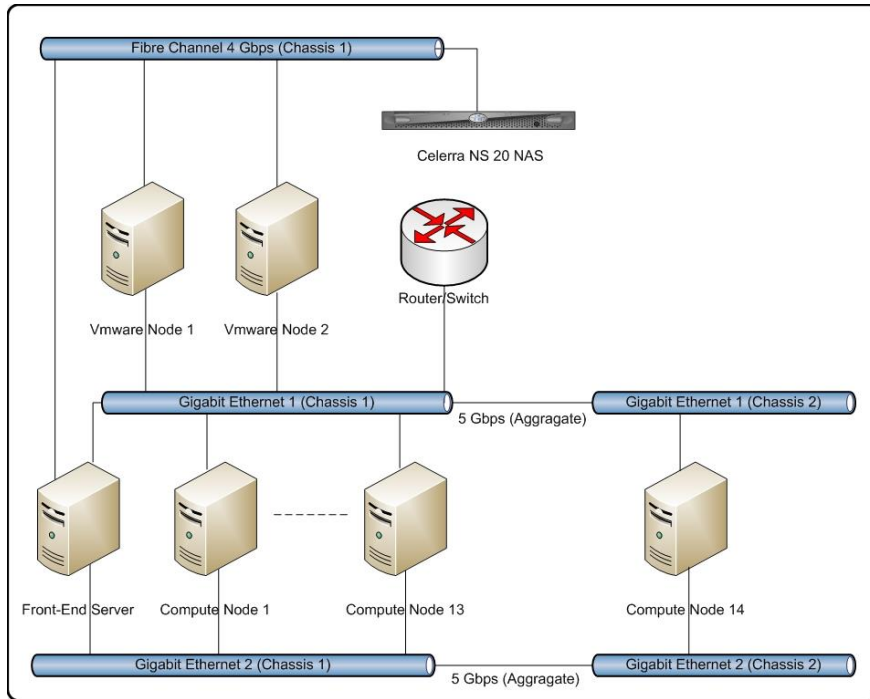 Fibre Channel 4 Gbps (Chassis 1)
Celerra NS 20 NAS
Vmware Node 1
Vmware Node 2
Router/Switch
Gigabit Ethernet 1 (Chassis 1)
5 Gbps (Aggragate)
Gigabit Ethernet 1 (Chassis 2)
Front-End Server
Compute Node 1
Compute Node 13
Compute Node 14
Gigabit Ethernet 2 (Chassis 1)
5 Gbps (Aggragate)
Gigabit Ethernet 2 (Chassis 2)